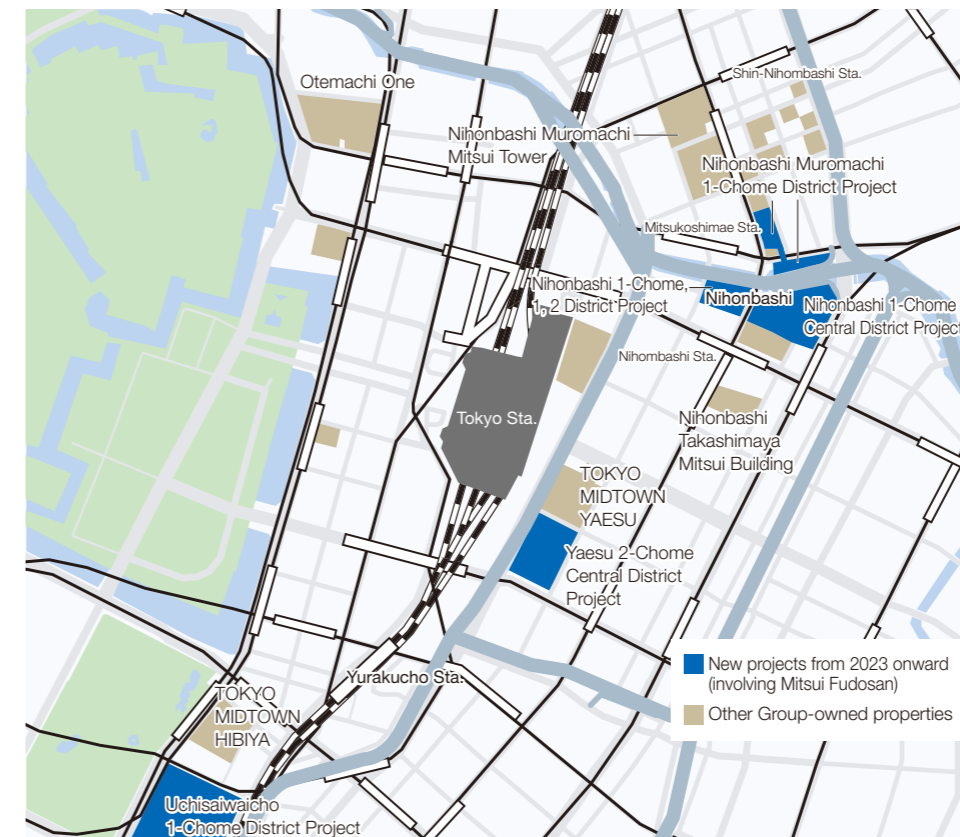 Shin-Nihombashi Sta.
Otemachi One
Nihonbashi Muromachi
Mitsui Tower
Nihonbashi Muromachi
1-Chome District Project
Mitsukoshimae Sta.
Nihonbashi 1-Chome,
1, 2 District Project
Nihonbashi
Nihonbashi 1-Chome
Central District Project
Nihombashi Sta.
Tokyo Sta.
Nihonbashi
Takashimaya
Mitsui Building
TOKYO
MIDTOWN
YAESU
Yaesu 2-Chome
Central District
Project
Yurakucho Sta.
TOKYO
MIDTOWN
HIBIYA
Uchisaiwaicho
1-Chome District Project
New projects from 2023 onward
(involving Mitsui Fudosan)
Other Group-owned properties